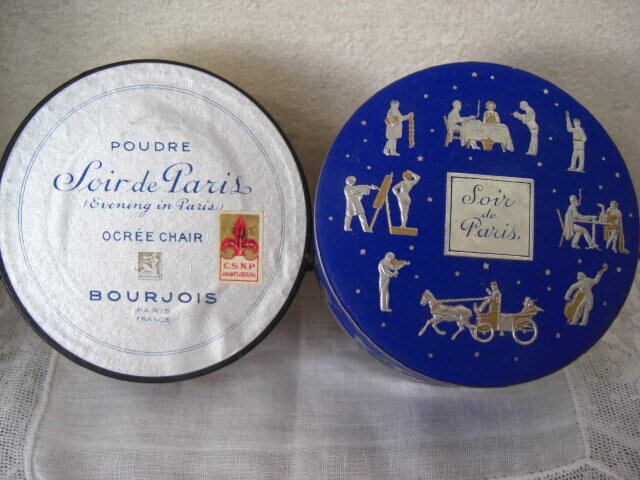 POUDRE
Soir de Paris
(Evening in Paris)
OCRÉE CHAIR
C.S.N.P
BOURJOIS
PARIS
FRANCE
Soir
de
Paris